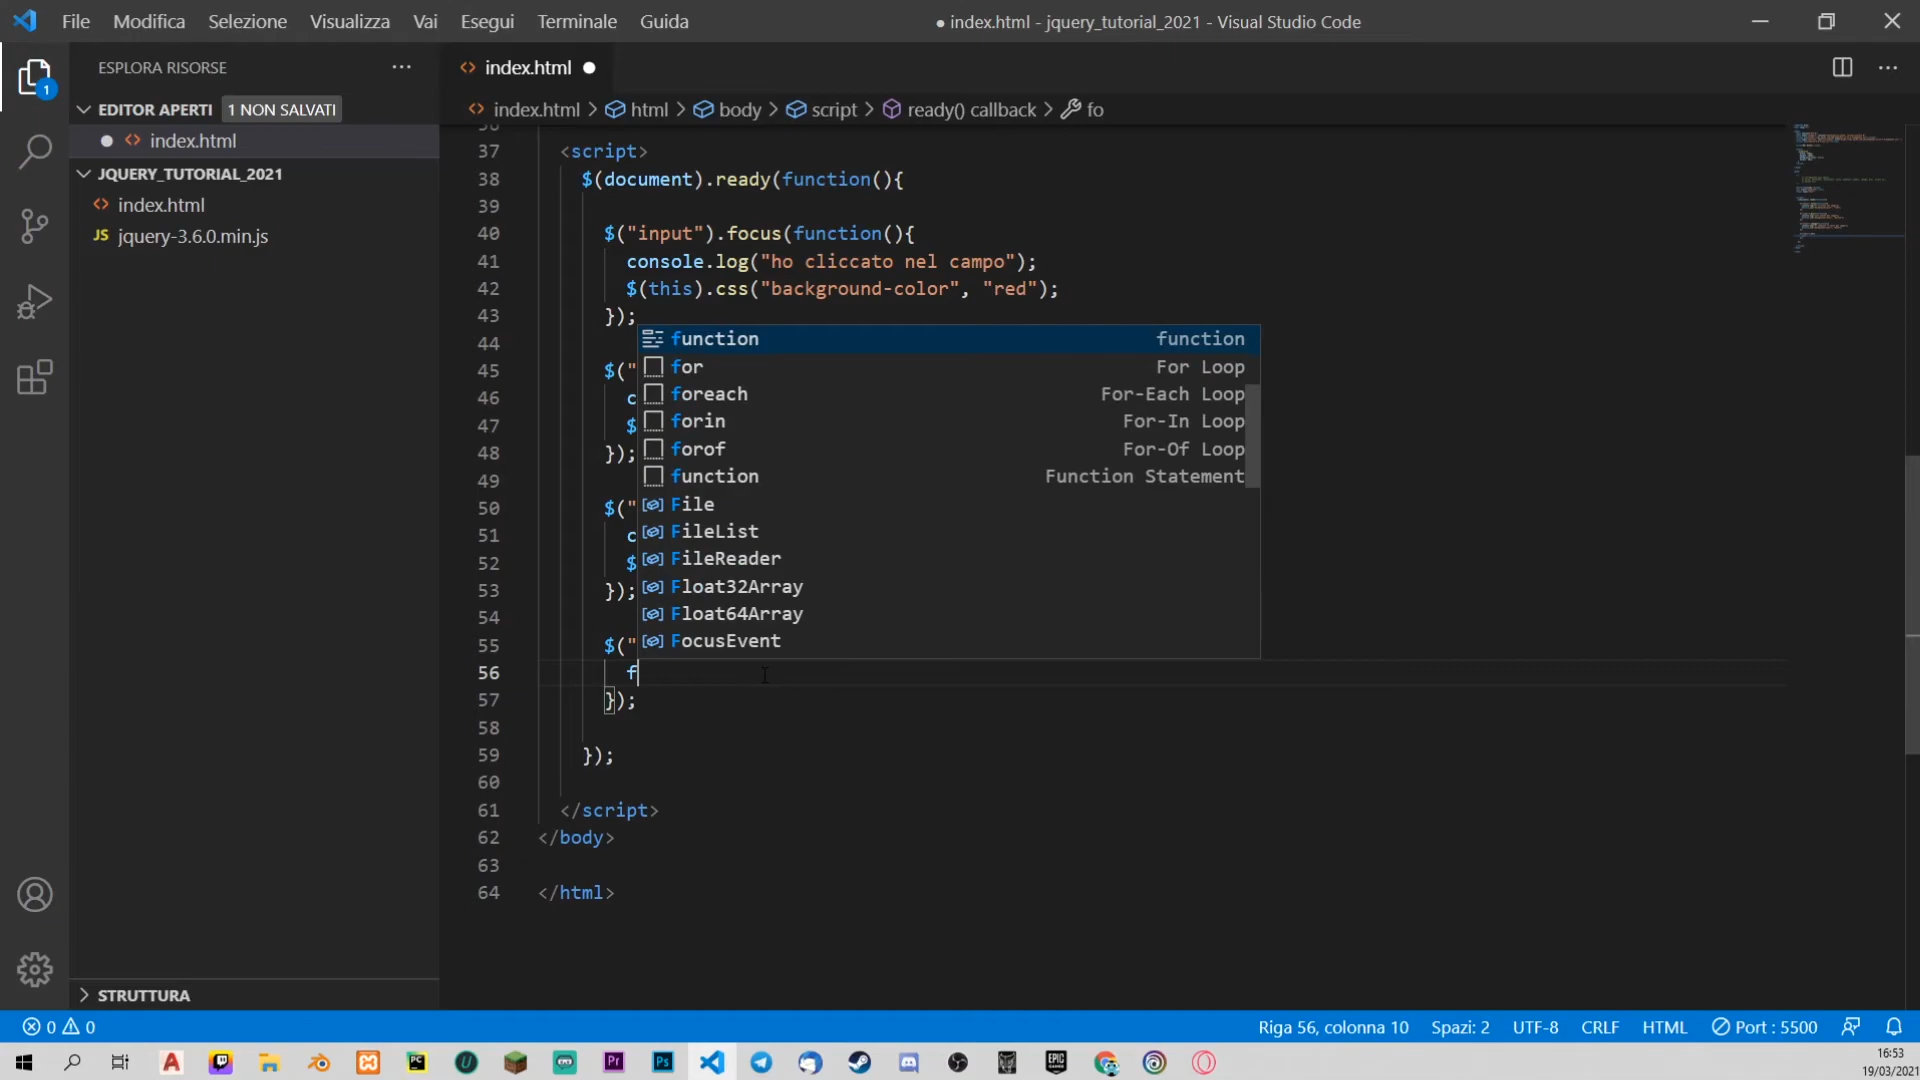 File Modifica Selezione Visualizza Vai Esegui Terminale Guida
● index.html - jquery_tutorial_2021 - Visual Studio Code
ESPLORA RISORSE
1
EDITOR APERTI 1 NON SALVATI
index.html
JQUERY_TUTORIAL_2021
index.html
JS jquery-3.6.0.min.js
STRUTTURA
index.html
index.html > html > body > script > ready() callback > fo
37 <script>
38 $(document).ready(function(){
39
40 $("input").focus(function(){
41 console.log("ho cliccato nel campo");
42 $(this).css("background-color", "red");
43 });
44
45 $("
46 c
47 $
48 });
49
50 $("
51 c
52 $
53 });
54
55 $("
56 f
57 });
58
59 });
60
61 </script>
62 </body>
63
64 </html>
function function
for For Loop
foreach For-Each Loop
forin For-In Loop
forof For-Of Loop
function Function Statement
File
FileList
FileReader
Float32Array
Float64Array
FocusEvent
0 0
Riga 56, colonna 10 Spazi: 2 UTF-8 CRLF HTML Port : 5500
16:53
19/03/2021